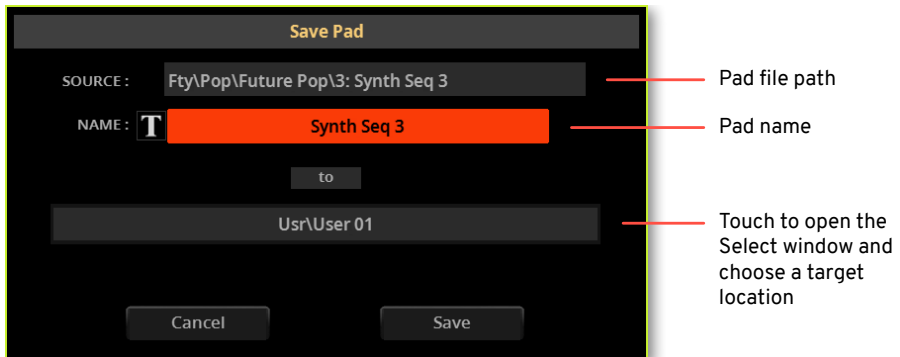 Save Pad
SOURCE : Fty\Pop\Future Pop\3: Synth Seq 3
Pad file path
NAME : T Synth Seq 3
Pad name
to
Usr\User 01
Touch to open the
Select window and
choose a target
location
Cancel Save